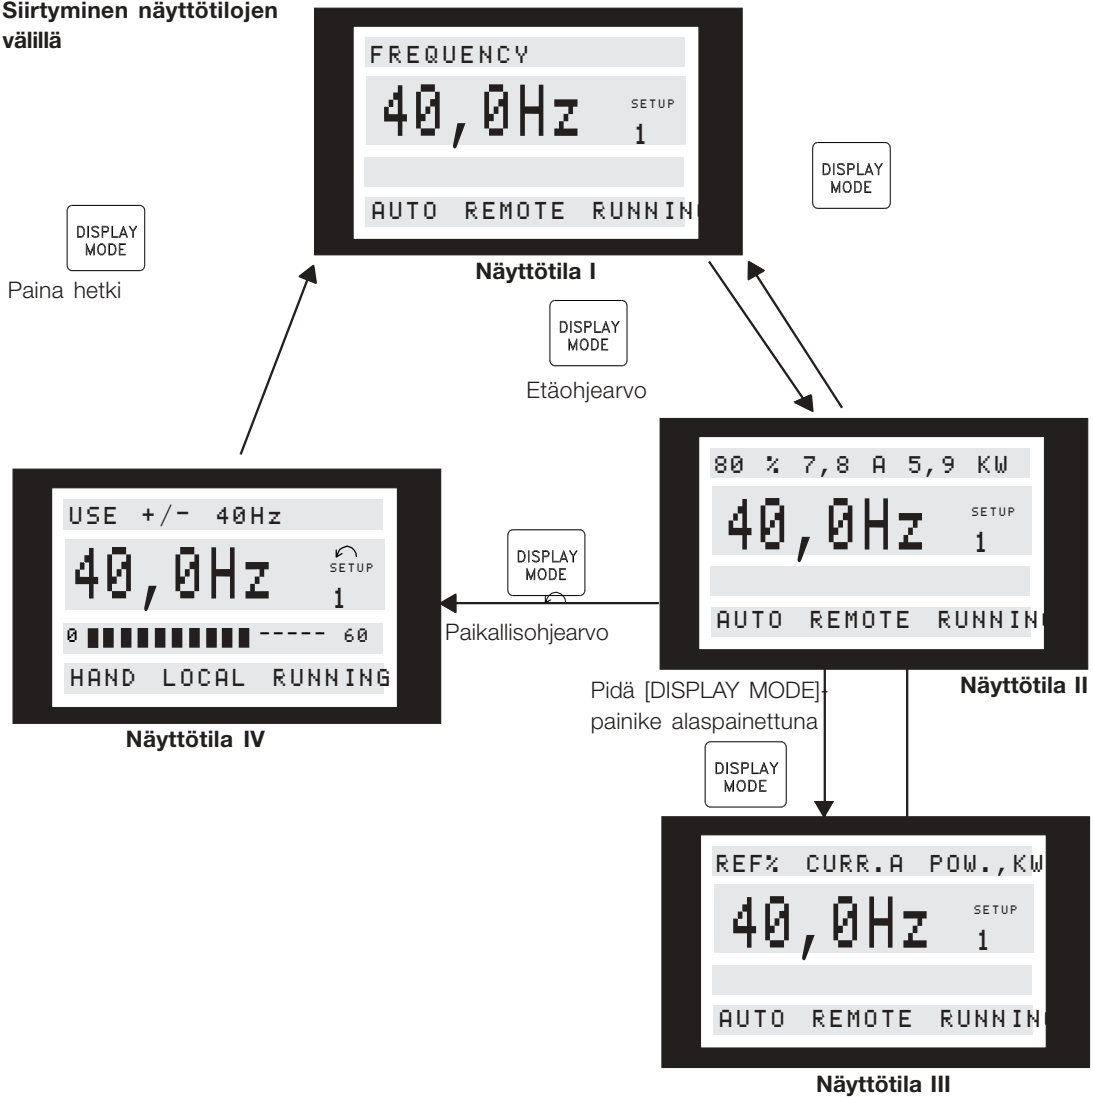 Siirtyminen näyttötilojen
välillä
FREQUENCY
40,0Hz
SETUP
1
AUTO REMOTE RUNNIN
DISPLAY
MODE
DISPLAY
MODE
Paina hetki
Näyttötila I
DISPLAY
MODE
Etäohjearvo
80 % 7,8 A 5,9 KW
40,0Hz
SETUP
1
AUTO REMOTE RUNNIN
Näyttötila II
USE +/- 40Hz
40,0Hz
SETUP
1
0 ----- 60
HAND LOCAL RUNNING
Näyttötila IV
DISPLAY
MODE
Paikallisohjearvo
Pidä [DISPLAY MODE]-
painike alaspainettuna
DISPLAY
MODE
REF% CURR.A POW.,KW
40,0Hz
SETUP
1
AUTO REMOTE RUNNIN
Näyttötila III